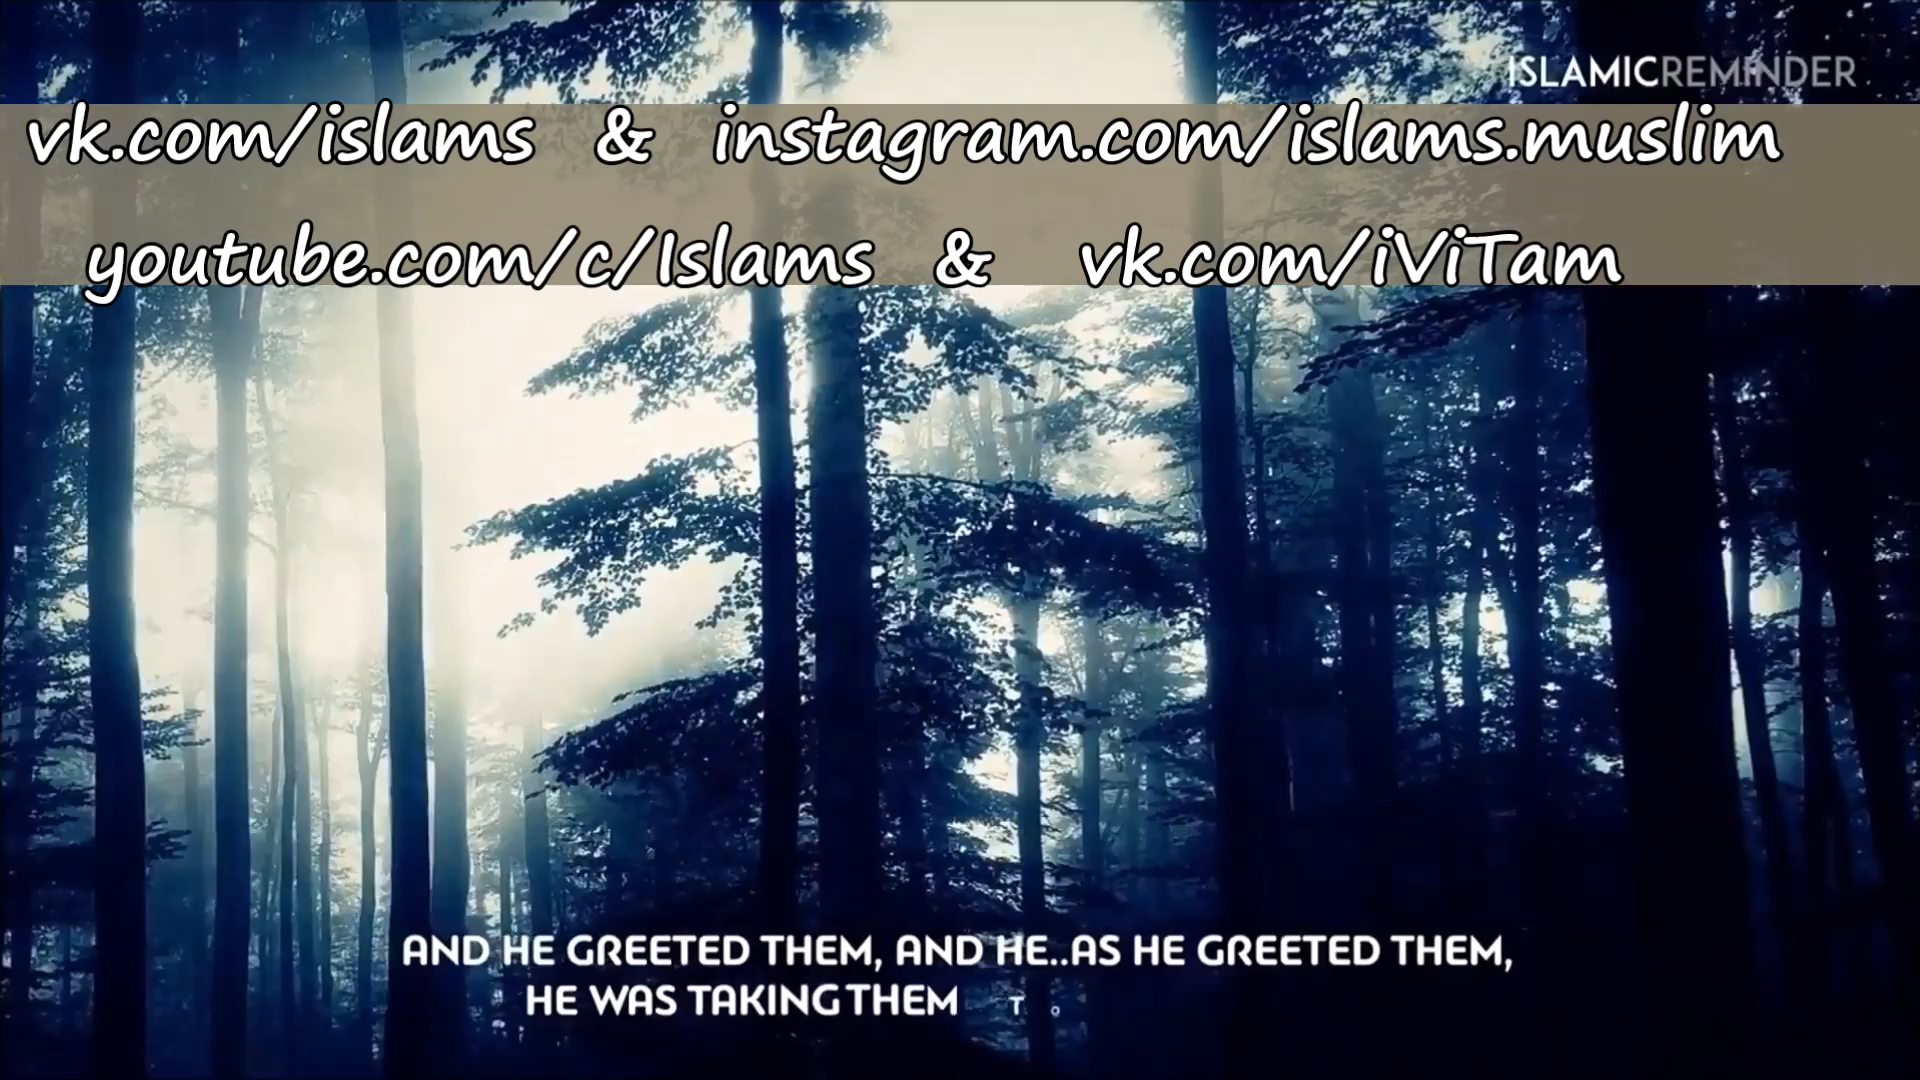 ISLAMICREMINDER
vk.com/islams & instagram.com/islams.muslim
youtube.com/c/Islams & vk.com/iViTam
AND HE GREETED THEM, AND HE..AS HE GREETED THEM,
HE WAS TAKING THEM T O